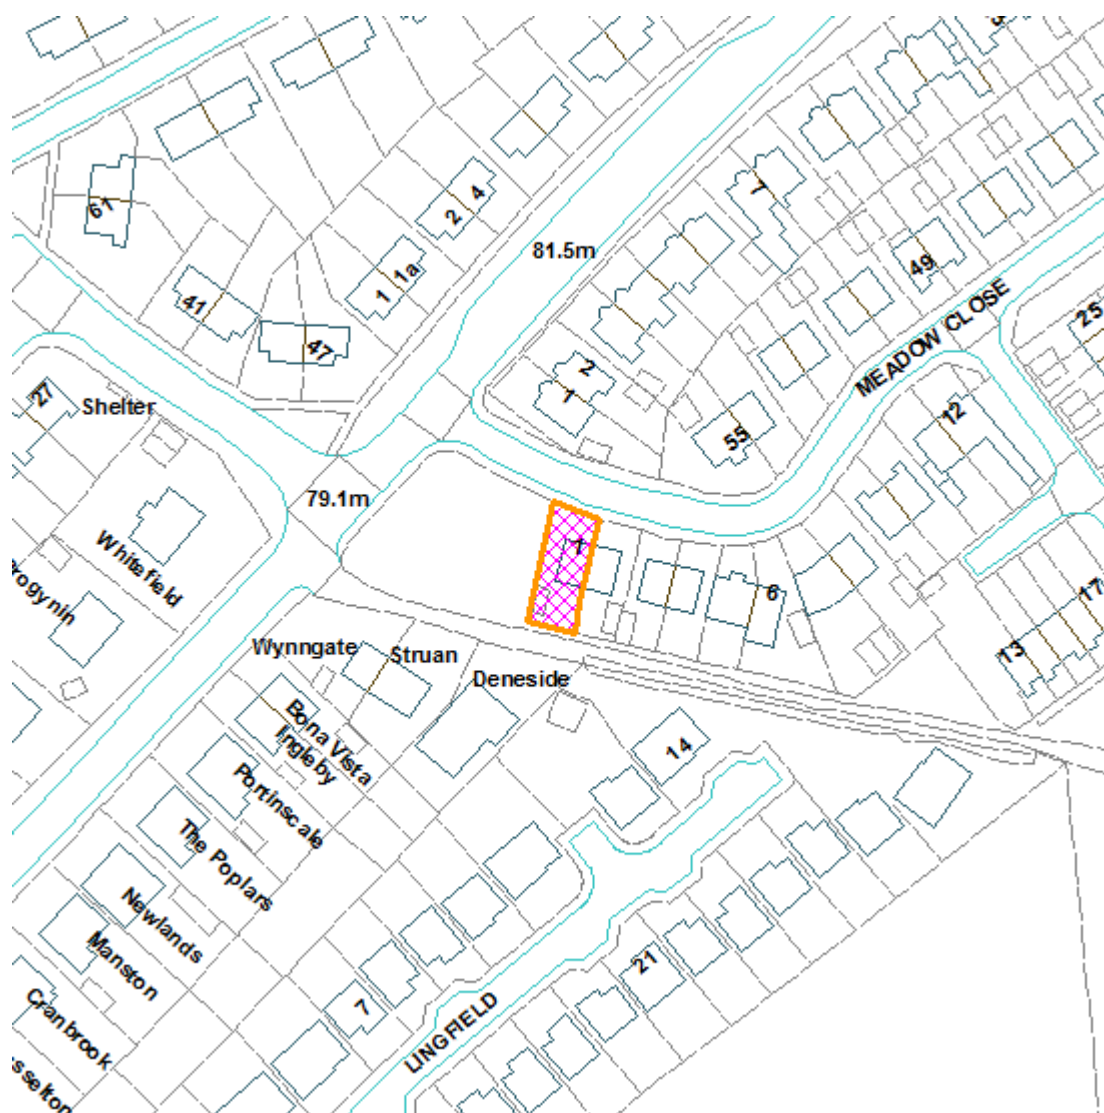 61
2 4
1 1a
81.5m
7
49
MEADOW CLOSE
25
41
47
2
1
27
Shelter
55
12
79.1m
Whitefield
1
6
17
13
Wynngate
Struan
Deneside
Bona Vista
Ingleby
14
Portinscale
The Poplars
Newlands
Manston
Cranbrook
21
7
LINGFIELD